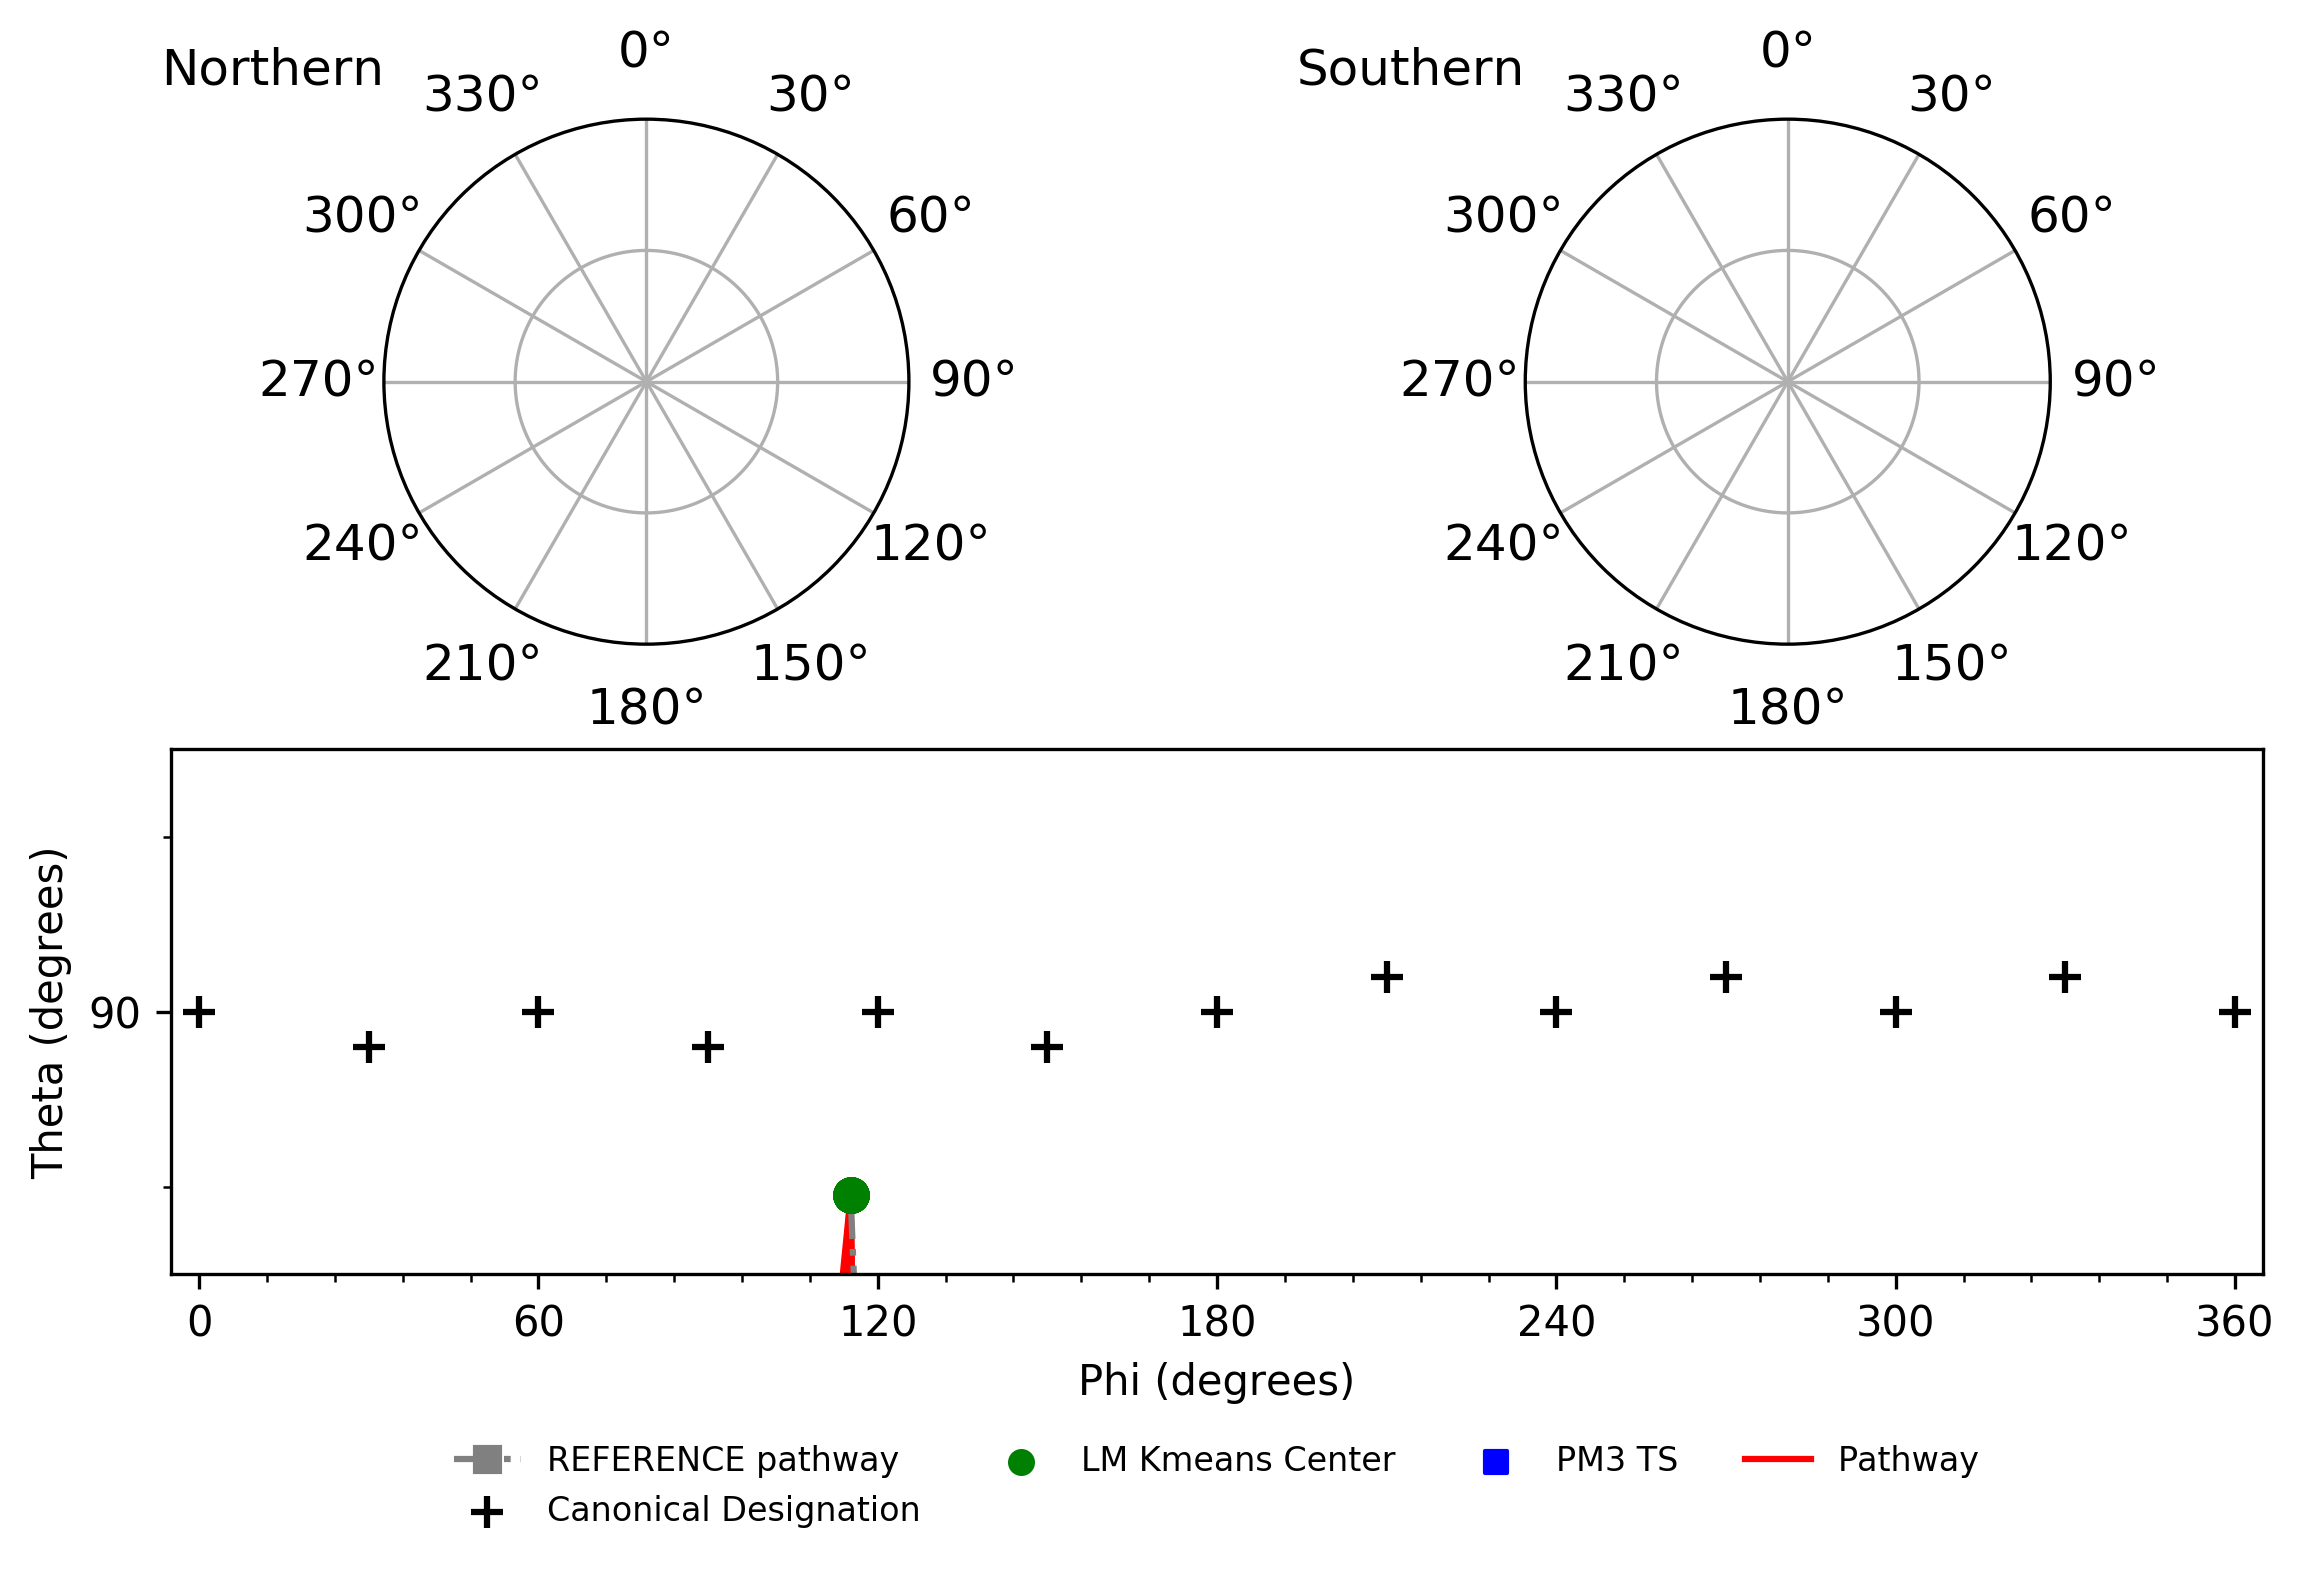 Northern
0°
30°
60°
90°
120°
150°
180°
210°
240°
270°
300°
330°
Southern
0°
30°
60°
90°
120°
150°
180°
210°
240°
270°
300°
330°
Theta (degrees)
90
0 60 120 180 240 300 360
Phi (degrees)
REFERENCE pathway
Canonical Designation
LM Kmeans Center
PM3 TS
Pathway